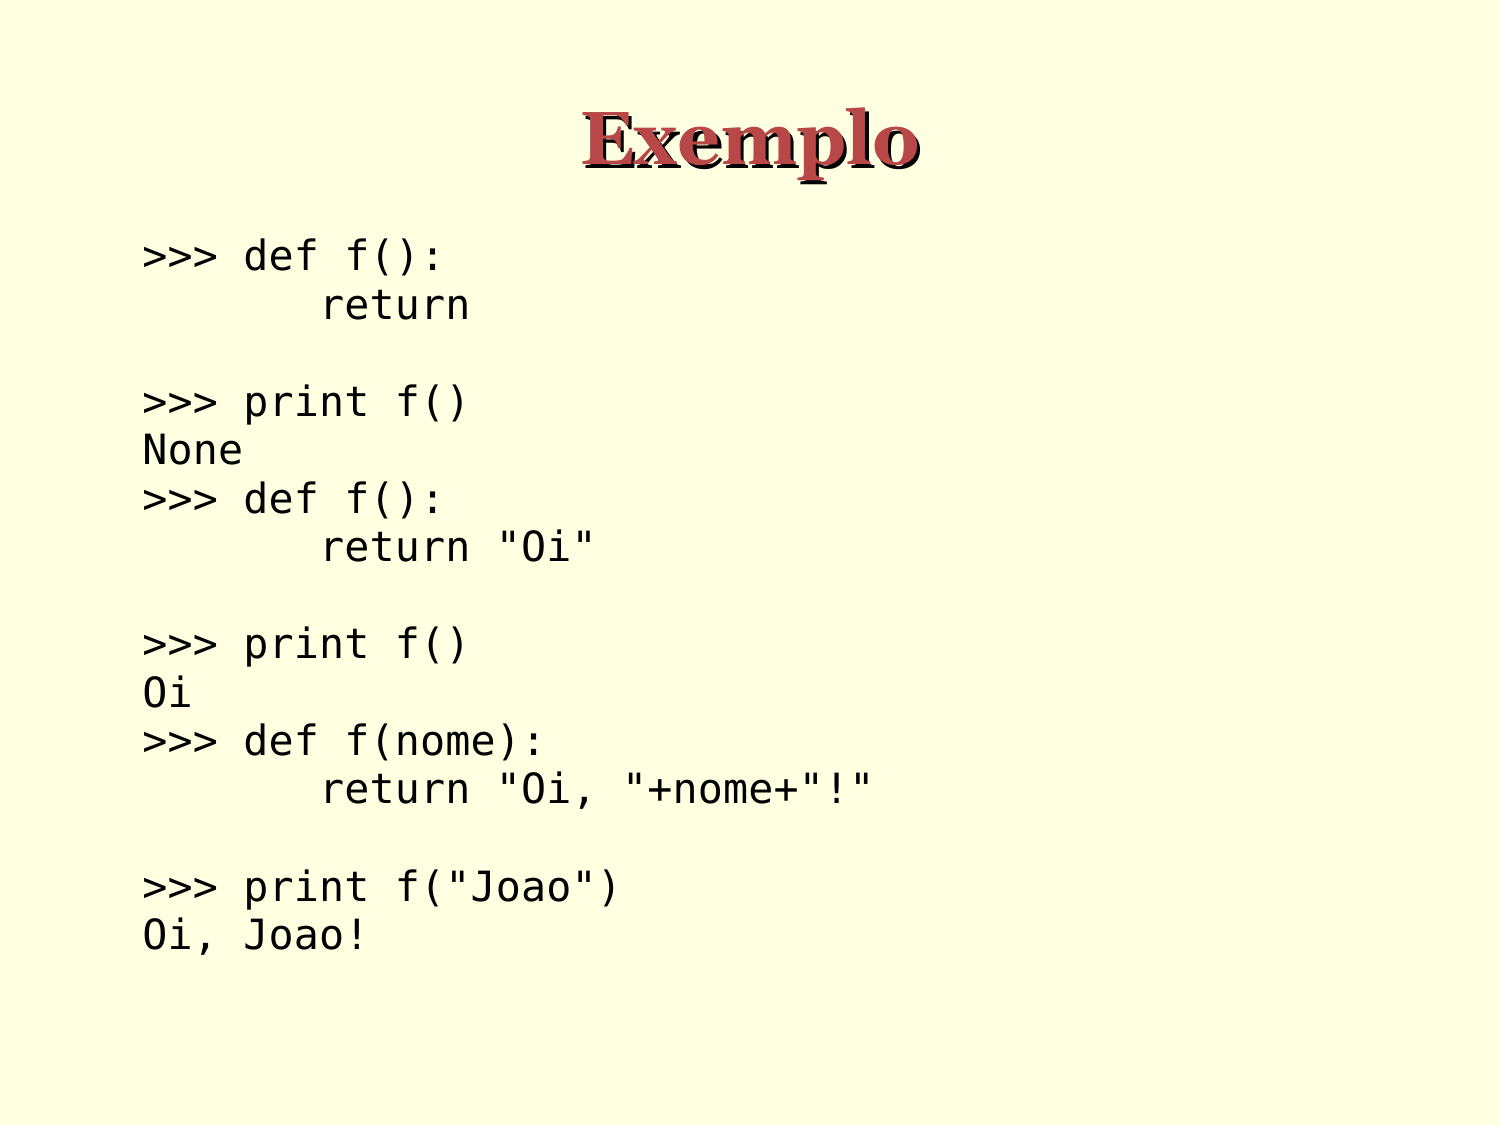 Exemplo
>>> def f():
       return
>>> print f()
None
>>> def f():
       return "Oi"
>>> print f()
Oi
>>> def f(nome):
       return "Oi, "+nome+"!"
>>> print f("Joao")
Oi, Joao!